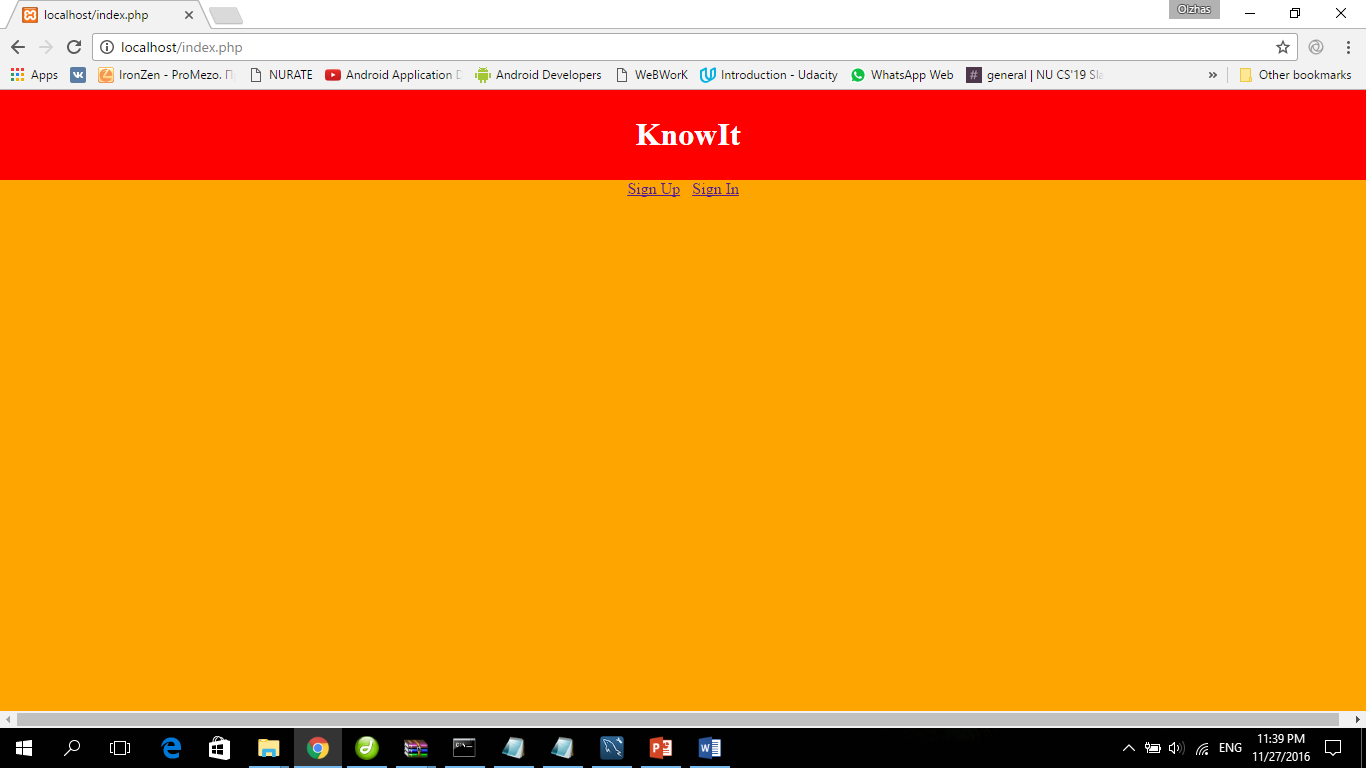 localhost/index.php
Olzhas
localhost/index.php
Apps
IronZen - ProMezo. П
NURATE
Android Application D
Android Developers
WeBWorK
Introduction - Udacity
WhatsApp Web
general | NU CS'19 Sla
Other bookmarks
KnowIt
Sign Up Sign In
ENG
11:39 PM
11/27/2016